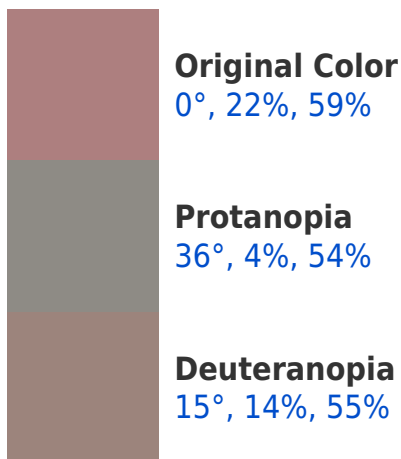 Original Color
0°, 22%, 59%
Protanopia
36°, 4%, 54%
Deuteranopia
15°, 14%, 55%